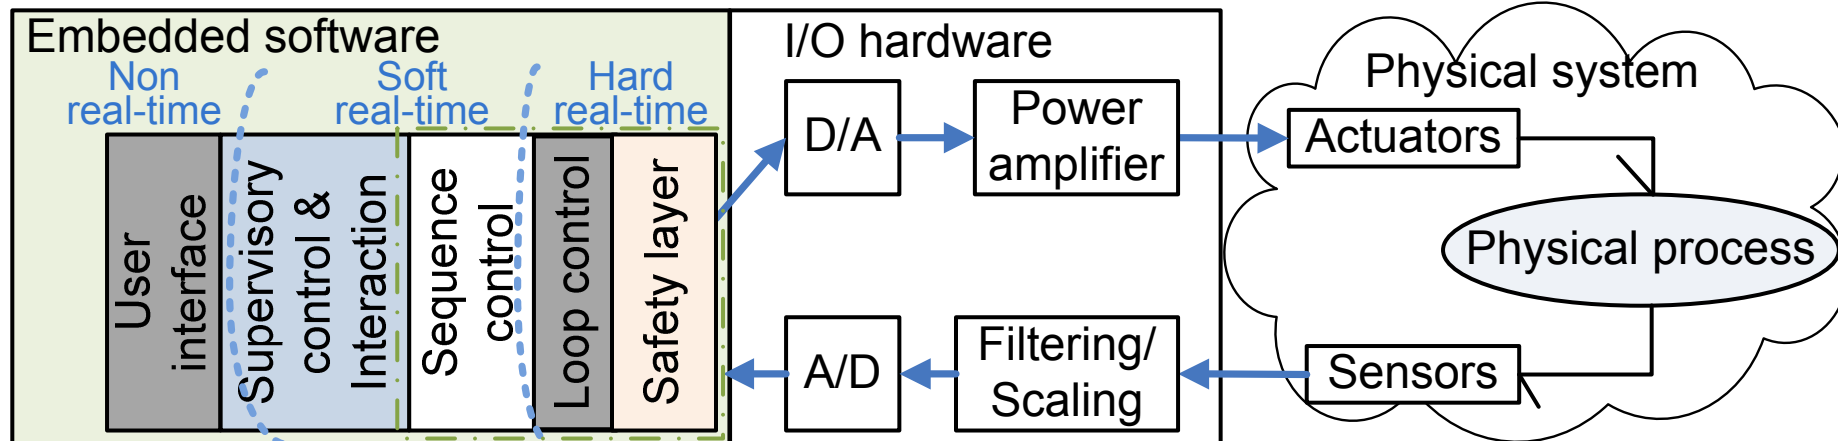 Embedded software
Non
real-time
Soft
real-time
Hard
real-time
User
interface
Supervisory
control &
Interaction
Sequence
control
Loop control
Safety layer
I/O hardware
D/A
Power
amplifier
A/D
Filtering/
Scaling
Physical system
Actuators
Physical process
Sensors